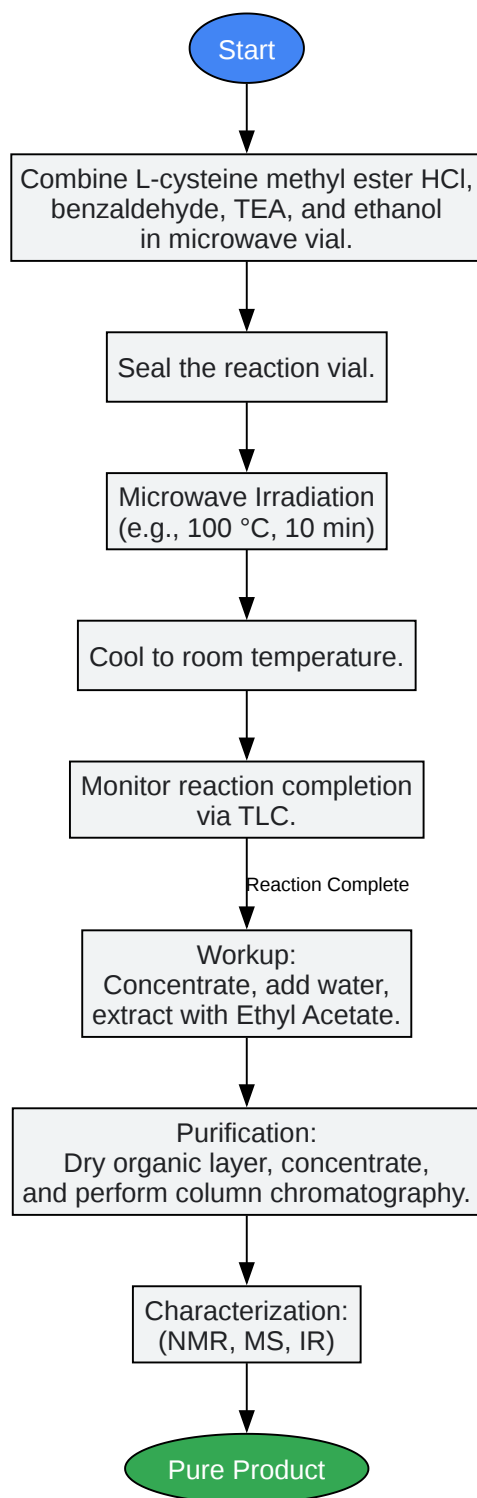 Start
Combine L-cysteine methyl ester HCl,
benzaldehyde, TEA, and ethanol
in microwave vial.
Seal the reaction vial.
Microwave Irradiation
(e.g., 100 °C, 10 min)
Cool to room temperature.
Monitor reaction completion
via TLC.
Reaction Complete
Workup:
Concentrate, add water,
extract with Ethyl Acetate.
Purification:
Dry organic layer, concentrate,
and perform column chromatography.
Characterization:
(NMR, MS, IR)
Pure Product